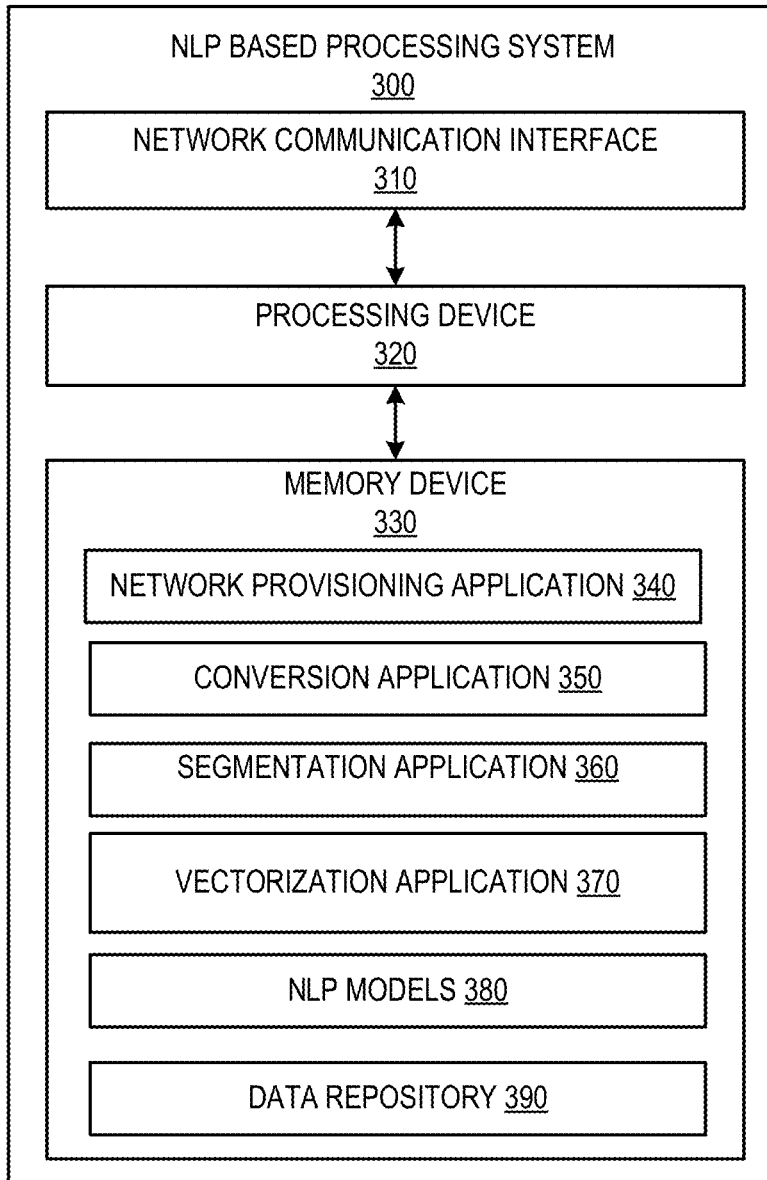 NLP BASED PROCESSING SYSTEM
300
NETWORK COMMUNICATION INTERFACE
310
PROCESSING DEVICE
320
MEMORY DEVICE
330
NETWORK PROVISIONING APPLICATION 340
CONVERSION APPLICATION 350
SEGMENTATION APPLICATION 360
VECTORIZATION APPLICATION 370
NLP MODELS 380
DATA REPOSITORY 390